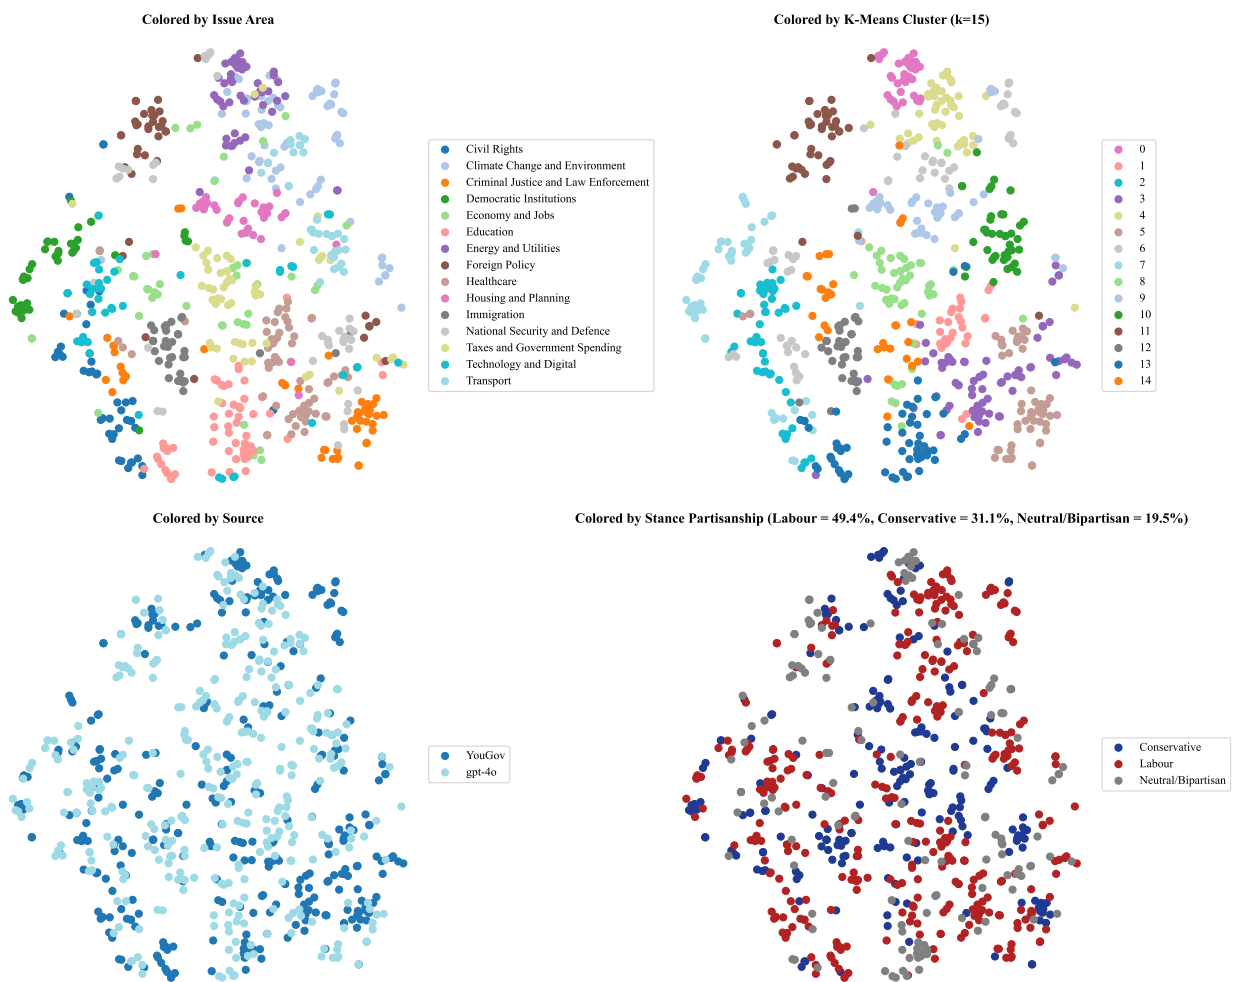 Colored by Issue Area
Civil Rights
Climate Change and Environment
Criminal Justice and Law Enforcement
Democratic Institutions
Economy and Jobs
Education
Energy and Utilities
Foreign Policy
Healthcare
Housing and Planning
Immigration
National Security and Defence
Taxes and Government Spending
Technology and Digital
Transport
Colored by K-Means Cluster (k=15)
0
1
2
3
4
5
6
7
8
9
10
11
12
13
14
Colored by Source
YouGov
gpt-4o
Colored by Stance Partisanship (Labour = 49.4%, Conservative = 31.1%, Neutral/Bipartisan = 19.5%)
Conservative
Labour
Neutral/Bipartisan